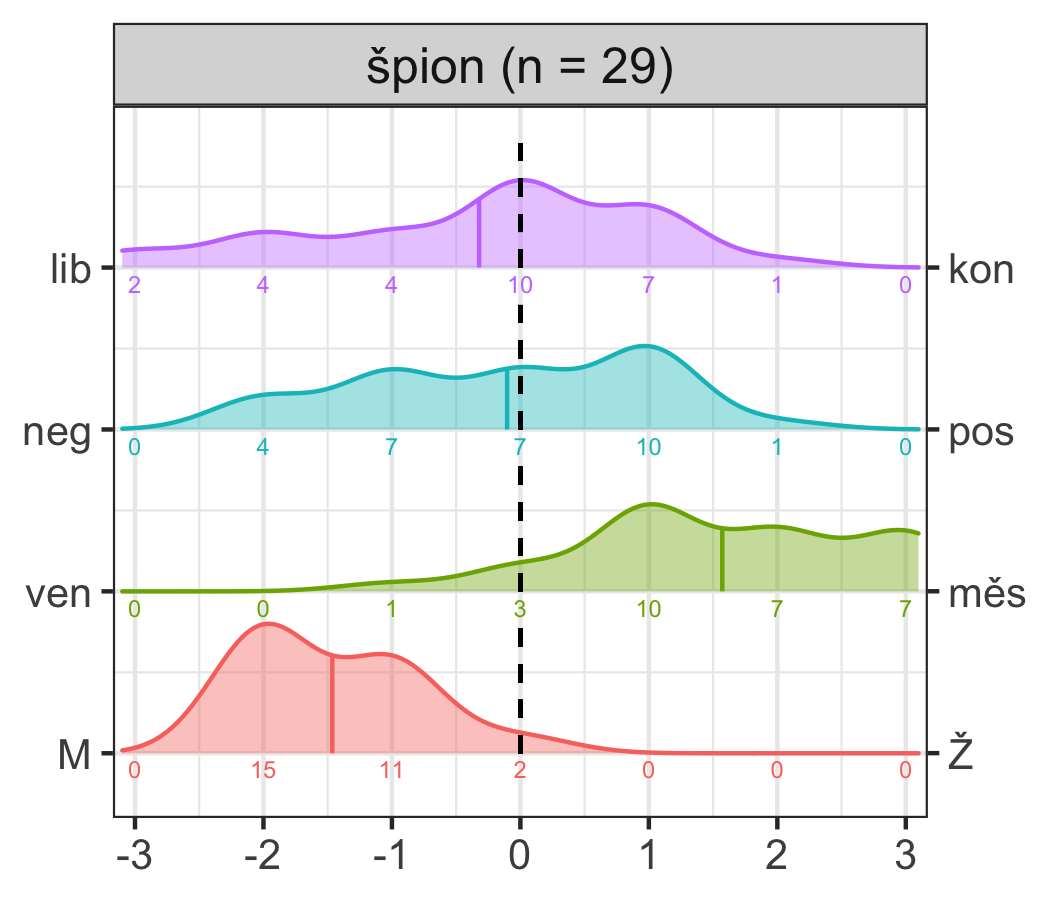 špion (n = 29)
lib kon
2 4 4 10 7 1 0
neg pos
0 4 7 7 10 1 0
ven měs
0 0 1 3 10 7 7
M Ž
0 15 11 2 0 0 0
-3 -2 -1 0 1 2 3